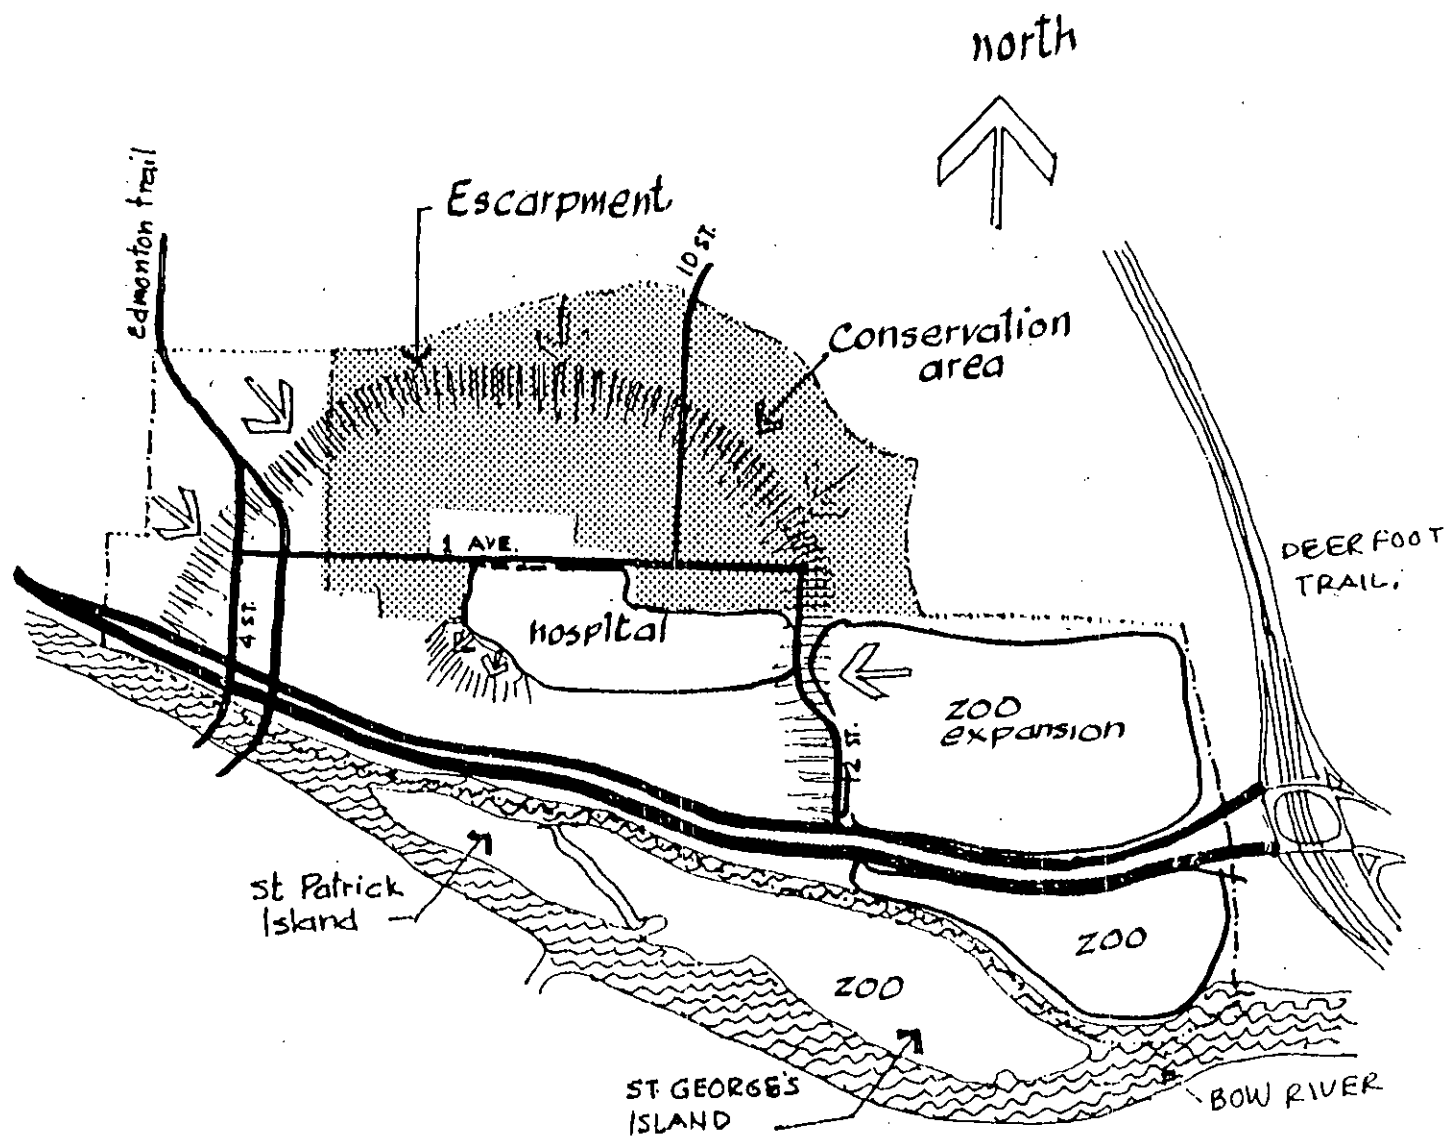 north
edmonton trail
Escarpment
10 ST.
Conservation
area
1 AVE.
DEERFOOT
TRAIL.
4 ST.
hospital
ZOO
expansion
12 ST.
St Patrick
Island
ZOO
ZOO
ST. GEORGE'S
ISLAND
BOW RIVER